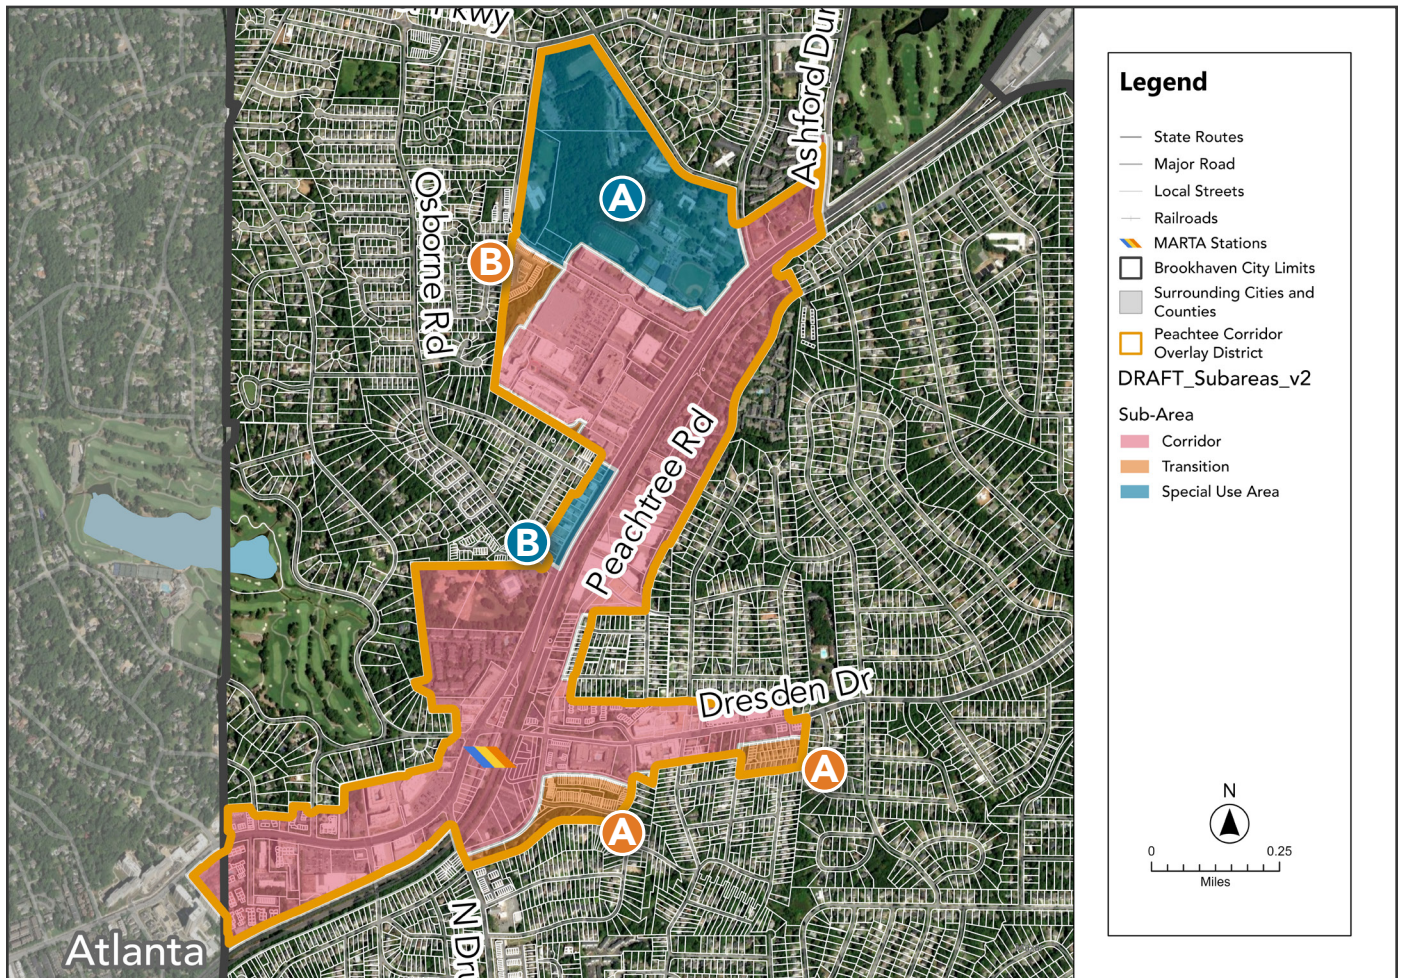 kwy
Ashford Dun
Osborne Rd
A
B
Peachtree Rd
B
Dresden Dr
A
A
N Dru
Atlanta
Legend
State Routes
Major Road
Local Streets
Railroads
MARTA Stations
Brookhaven City Limits
Surrounding Cities and
Counties
Peachtee Corridor
Overlay District
DRAFT_Subareas_v2
Sub-Area
Corridor
Transition
Special Use Area
N
0 0.25
Miles